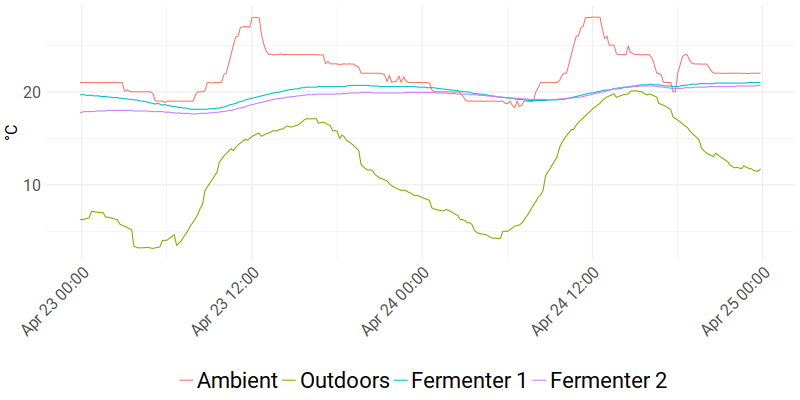 20
°C
10
Apr 23 00:00
Apr 23 12:00
Apr 24 00:00
Apr 24 12:00
Apr 25 00:00
Ambient Outdoors Fermenter 1 Fermenter 2